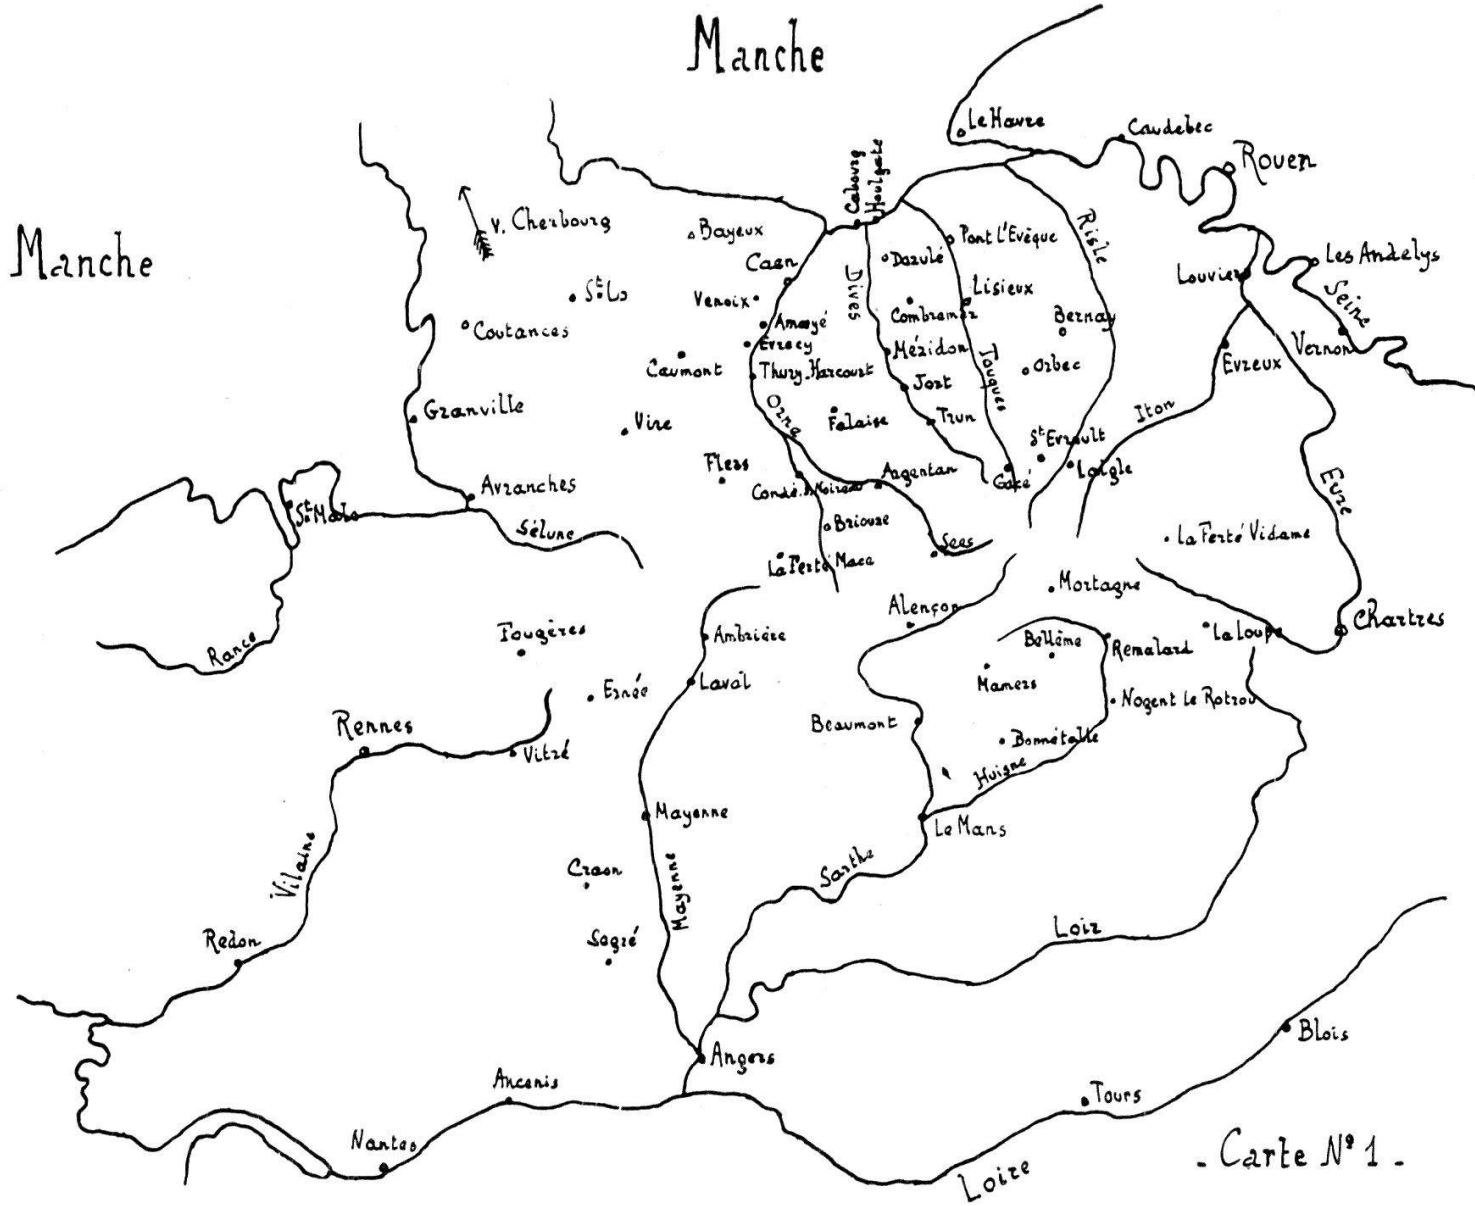 Manche
Le Havre
Caudebec
Rouen
Cabourg
Houlgate
V. Cherbourg
Bayeux
Pont l'Evêque
Risle
Manche
Caen
Dozulé
Les Andelys
Louvier
Seine
St Lo
Venoix
Dives
Lisieux
Combremer
Coutances
Amayé
Bernay
Evrecy
Mézidon
Vernon
Caumont
Thury-Harcourt
Touques
Orbec
Evreux
Jort
Granville
Orne
Falaise
Trun
Iton
Vire
St Evroult
Flers
Argentan
Laigle
Gacé
Avranches
Condé s. Noireau
Eure
St Malo
Sélune
Briouze
Sees
La Ferté Vidame
La Ferté Mace
Mortagne
Alençon
Fougères
Ambrière
La Loupe
Chartres
Rance
Bellême
Remalard
Ernée
Laval
Mamers
Nogent le Rotrou
Rennes
Beaumont
Vitré
Bonnétable
Huisne
Mayenne
Le Mans
Vilaine
Craon
Mayenne
Sarthe
Redon
Segré
Loir
Angers
Blois
Ancenis
Tours
Nantes
- Carte Nº 1 -
Loire